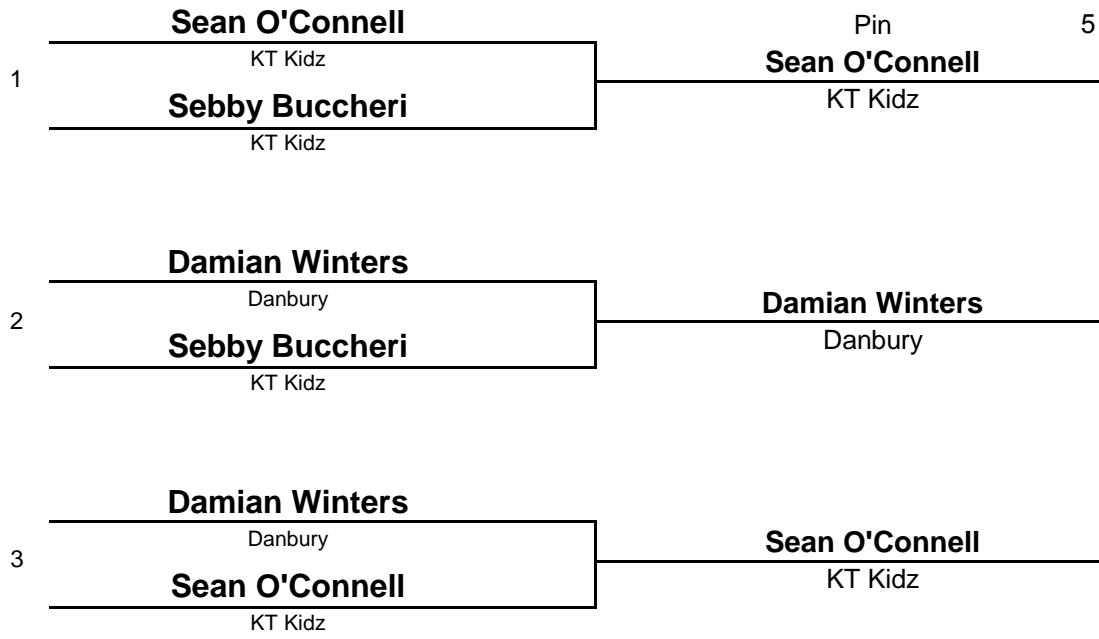 Sean O'Connell
KT Kidz
1
Sebby Buccheri
KT Kidz
Pin 5
Sean O'Connell
KT Kidz
Damian Winters
Danbury
2
Sebby Buccheri
KT Kidz
Damian Winters
Danbury
Damian Winters
Danbury
3
Sean O'Connell
KT Kidz
Sean O'Connell
KT Kidz